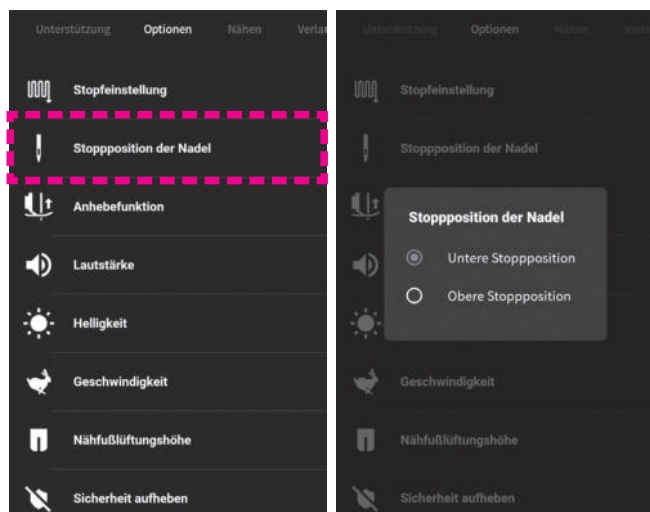 Unterstützung Optionen Nähen
Stopfeinstellung
Stoppposition der Nadel
Anhebefunktion
Lautstärke
Helligkeit
Geschwindigkeit
Nähfußlüftungshöhe
Sicherheit aufheben
Unterstützung Optionen Nähen
Stopfeinstellung
Stoppposition der Nadel
Stoppposition der Nadel
Untere Stoppposition
Obere Stoppposition
Geschwindigkeit
Nähfußlüftungshöhe
Sicherheit aufheben